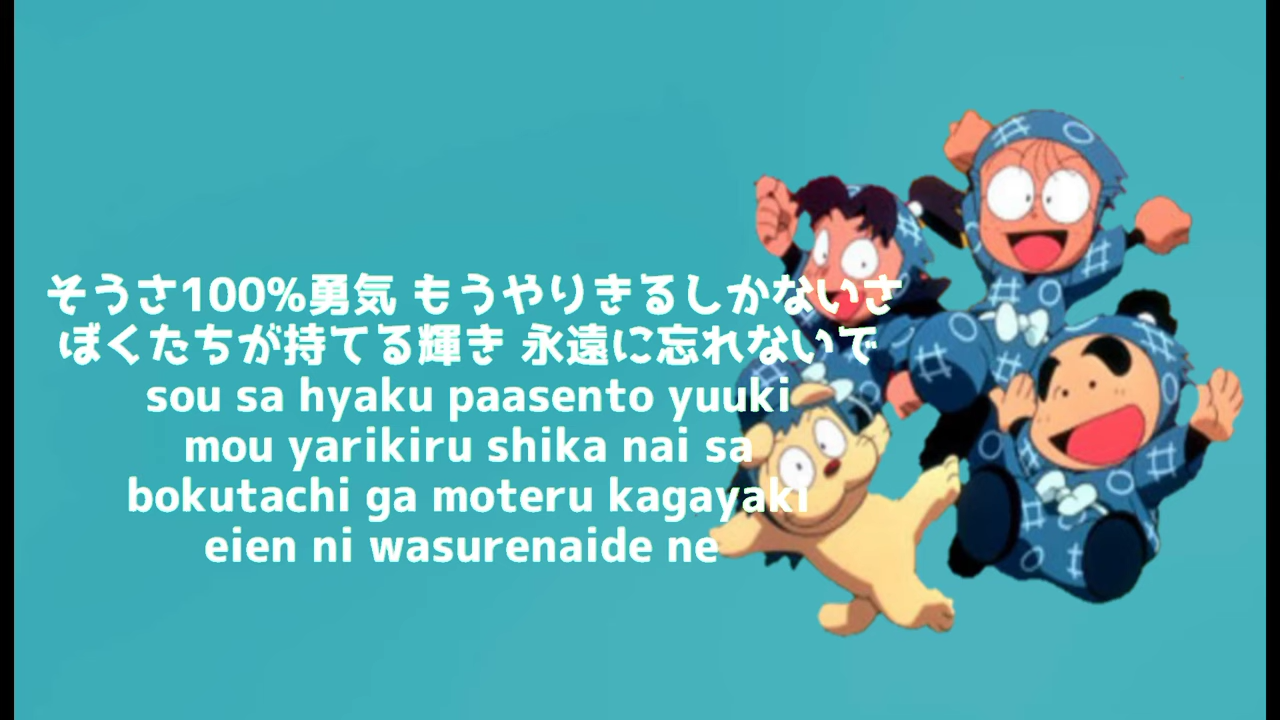 そうさ100%勇気 もうやりきるしかないさ
ぼくたちが持てる輝き 永遠に忘れないで
sou sa hyaku paasento yuuki
mou yarikiru shika nai sa
bokutachi ga moteru kagayaki
eien ni wasurenaide ne